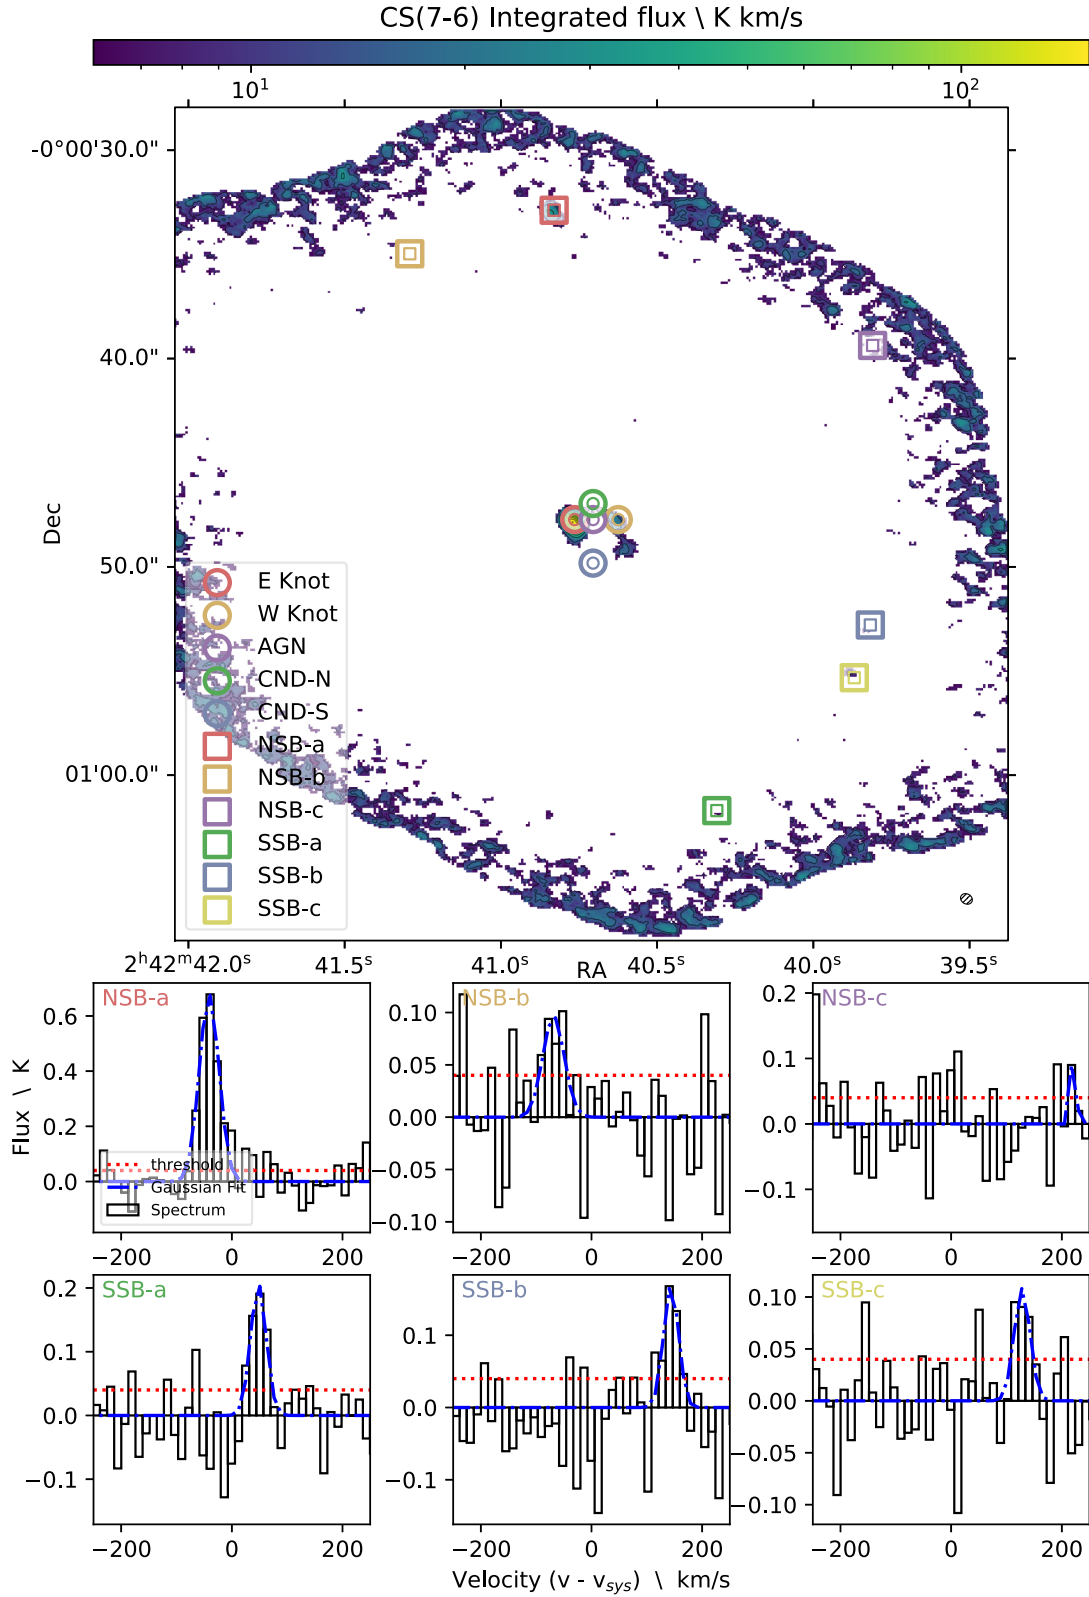 CS(7-6) Integrated flux \ K km/s
10¹ 10²
-0°00'30.0"
40.0"
Dec
50.0"
01'00.0"
E Knot
W Knot
AGN
CND-N
CND-S
NSB-a
NSB-b
NSB-c
SSB-a
SSB-b
SSB-c
2ʰ42ᵐ42.0ˢ 41.5ˢ 41.0ˢ 40.5ˢ 40.0ˢ 39.5ˢ
RA
NSB-a
0.6
0.4
0.2
0.0
Flux \ K
threshold
Gaussian Fit
Spectrum
−200 0 200
NSB-b
0.10
0.05
0.00
−0.05
−0.10
−200 0 200
NSB-c
0.2
0.1
0.0
−0.1
−200 0 200
SSB-a
0.2
0.1
0.0
−0.1
−200 0 200
SSB-b
0.1
0.0
−0.1
−200 0 200
SSB-c
0.10
0.05
0.00
−0.05
−0.10
−200 0 200
Velocity (v - v_sys) \ km/s